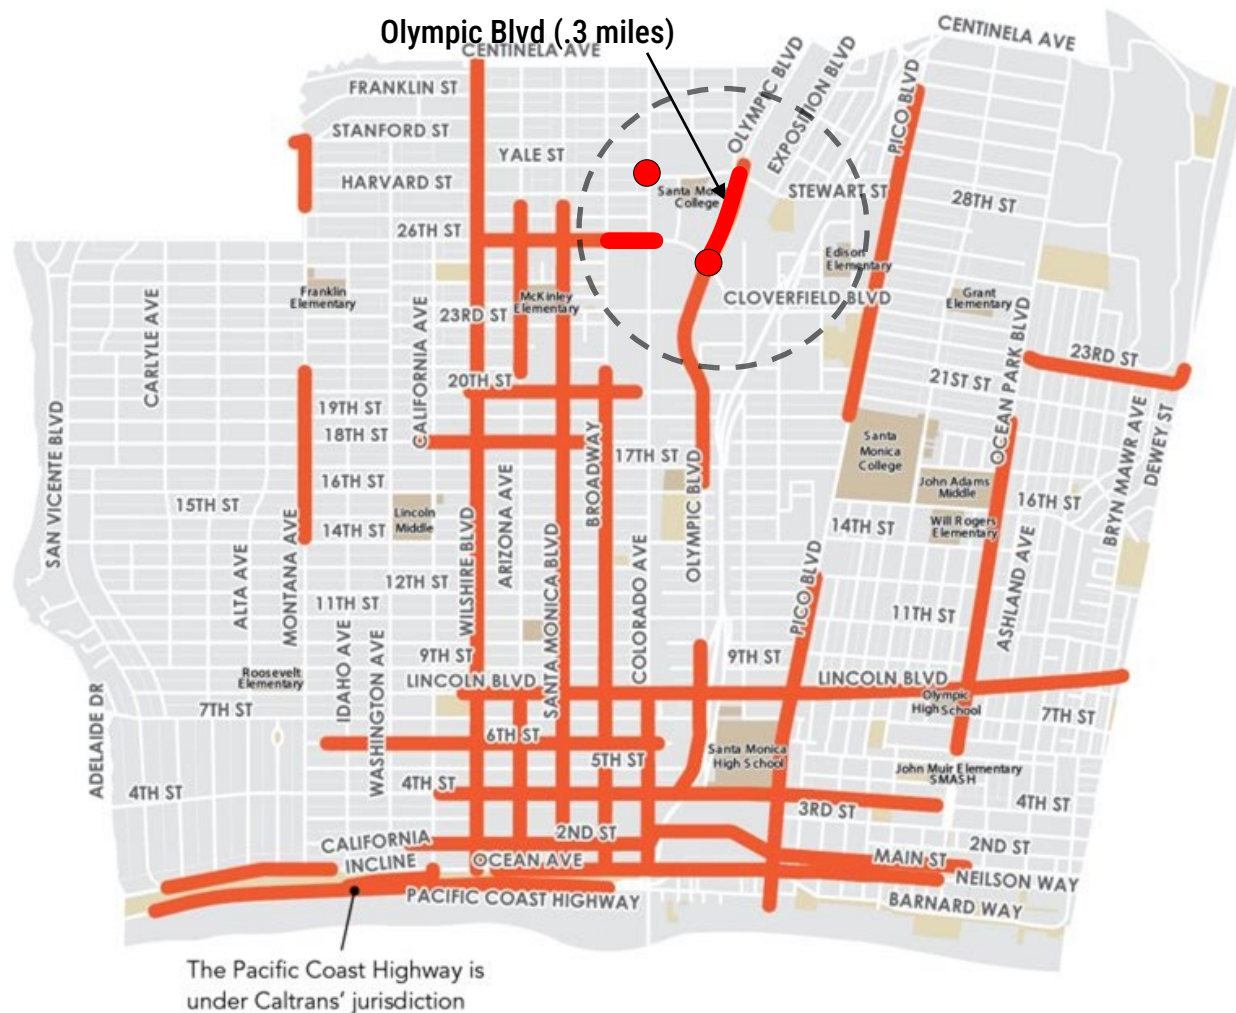 Olympic Blvd (.3 miles)
CENTINELA AVE
CENTINELA AVE
FRANKLIN ST
OLYMPIC BLVD
EXPOSITION BLVD
PICO BLVD
STANFORD ST
YALE ST
HARVARD ST
Santa Mo
College
STEWART ST
28TH ST
26TH ST
Edison
Elementary
Franklin
Elementary
McKinley
Elementary
CLOVERFIELD BLVD
Grant
Elementary
CARLYLE AVE
CALIFORNIA AVE
23RD ST
OCEAN PARK BLVD
23RD ST
20TH ST
21ST ST
19TH ST
18TH ST
SAN VICENTE BLVD
BROADWAY
17TH ST
OLYMPIC BLVD
Santa
Monica
College
BRYN MAWR AVE
DEWEY ST
16TH ST
John Adams
Middle
16TH ST
15TH ST
ARIZONA AVE
Lincoln
Middle
14TH ST
14TH ST
Will Rogers
Elementary
ALTA AVE
MONTANA AVE
WILSHIRE BLVD
SANTA MONICA BLVD
COLORADO AVE
PICO BLVD
ASHLAND AVE
12TH ST
11TH ST
11TH ST
IDAHO AVE
WASHINGTON AVE
9TH ST
9TH ST
Roosevelt
Elementary
LINCOLN BLVD
LINCOLN BLVD
Olympic
High School
7TH ST
7TH ST
ADELAIDE DR
6TH ST
5TH ST
Santa Monica
High School
John Muir Elementary
SMASH
4TH ST
4TH ST
4TH ST
3RD ST
2ND ST
2ND ST
CALIFORNIA
INCLINE
OCEAN AVE
MAIN ST
NEILSON WAY
PACIFIC COAST HIGHWAY
BARNARD WAY
The Pacific Coast Highway is
under Caltrans' jurisdiction